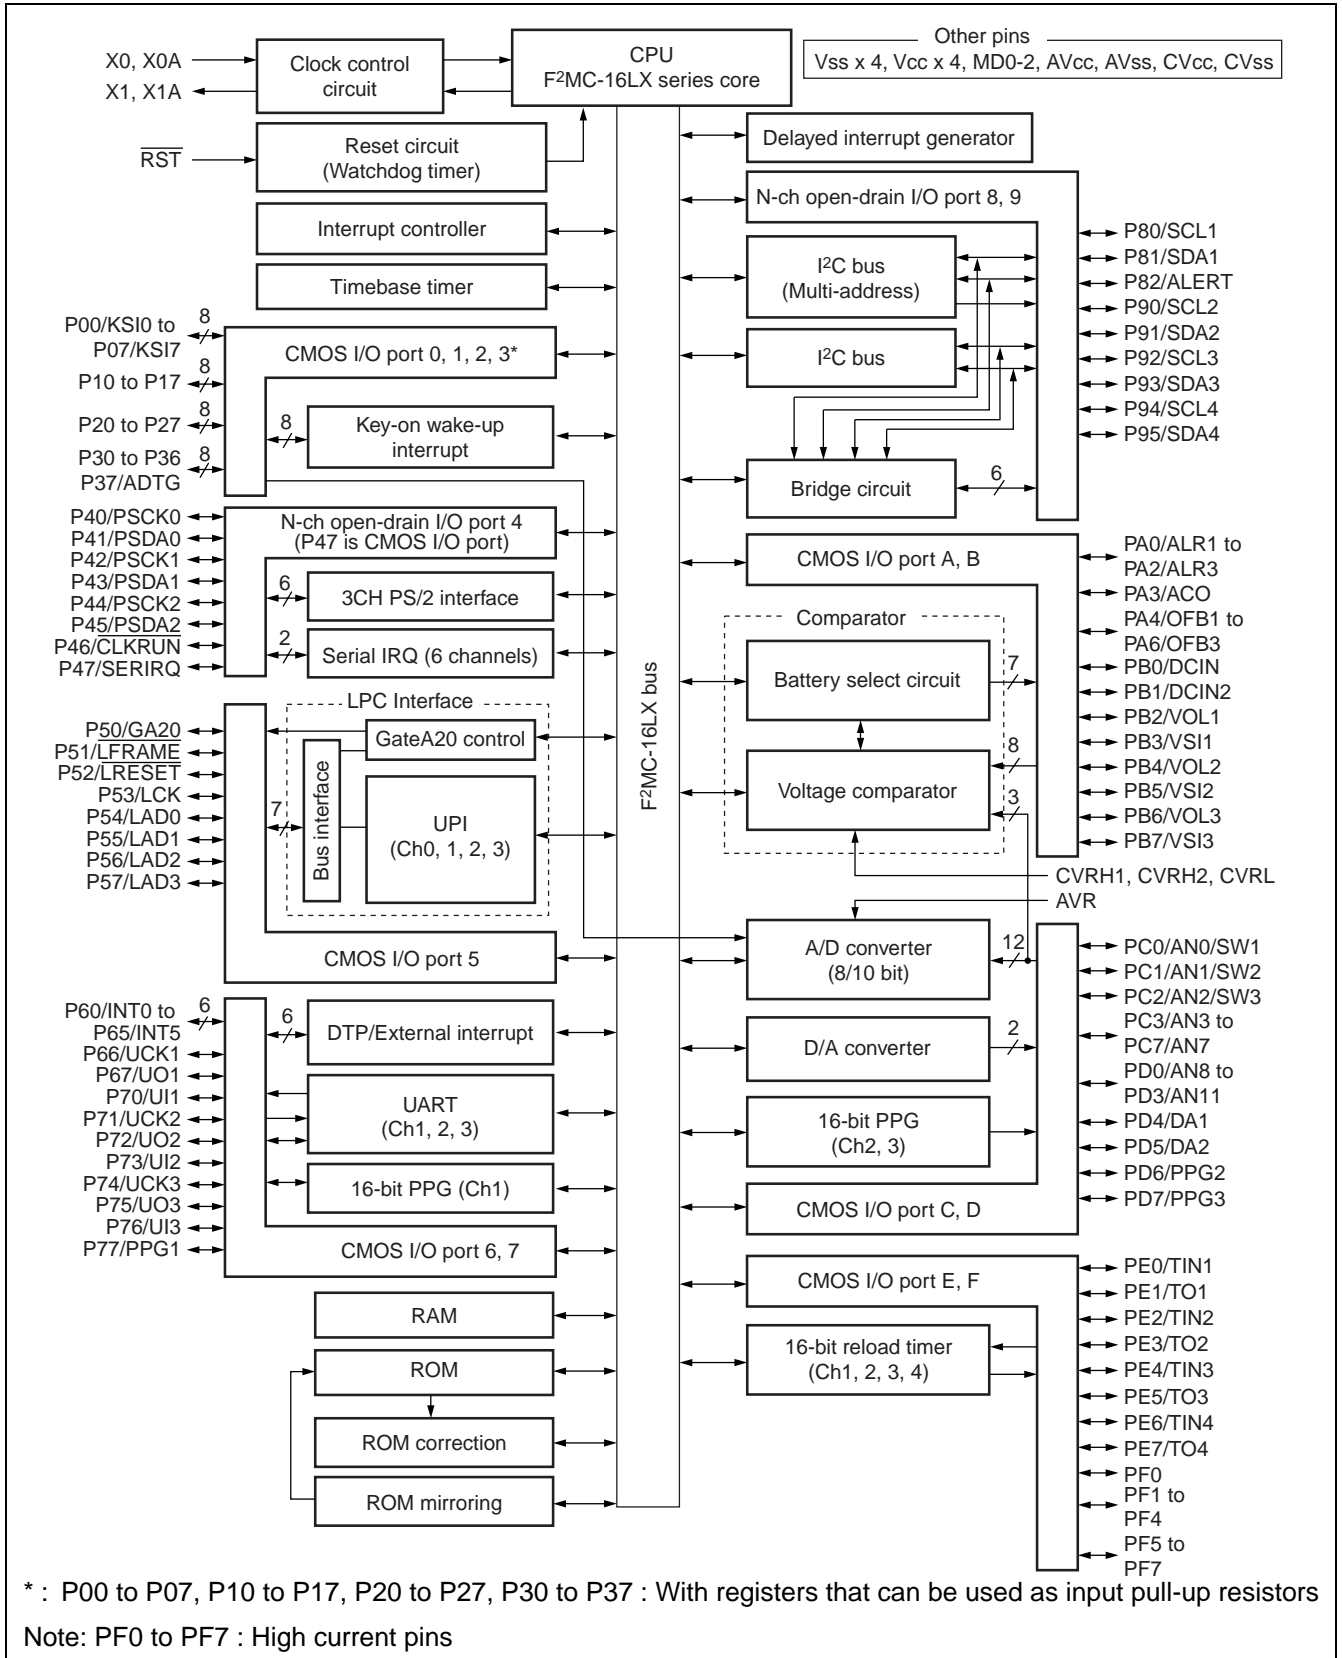 Other pins
Vss x 4, Vcc x 4, MD0-2, AVcc, AVss, CVcc, CVss
X0, X0A
X1, X1A
Clock control
circuit
CPU
F2MC-16LX series core
RST
Reset circuit
(Watchdog timer)
Interrupt controller
Timebase timer
P00/KSI0 to
P07/KSI7
8
P10 to P17
8
P20 to P27
8
P30 to P36
P37/ADTG
8
CMOS I/O port 0, 1, 2, 3*
8
Key-on wake-up
interrupt
P40/PSCK0
P41/PSDA0
P42/PSCK1
P43/PSDA1
P44/PSCK2
P45/PSDA2
P46/CLKRUN
P47/SERIRQ
N-ch open-drain I/O port 4
(P47 is CMOS I/O port)
6
3CH PS/2 interface
2
Serial IRQ (6 channels)
LPC Interface
P50/GA20
P51/LFRAME
P52/LRESET
P53/LCK
P54/LAD0
P55/LAD1
P56/LAD2
P57/LAD3
7
Bus interface
GateA20 control
UPI
(Ch0, 1, 2, 3)
CMOS I/O port 5
P60/INT0 to
P65/INT5
6
P66/UCK1
P67/UO1
P70/UI1
P71/UCK2
P72/UO2
P73/UI2
P74/UCK3
P75/UO3
P76/UI3
P77/PPG1
6
DTP/External interrupt
UART
(Ch1, 2, 3)
16-bit PPG (Ch1)
CMOS I/O port 6, 7
RAM
ROM
ROM correction
ROM mirroring
F2MC-16LX bus
Delayed interrupt generator
N-ch open-drain I/O port 8, 9
I2C bus
(Multi-address)
I2C bus
Bridge circuit
6
P80/SCL1
P81/SDA1
P82/ALERT
P90/SCL2
P91/SDA2
P92/SCL3
P93/SDA3
P94/SCL4
P95/SDA4
CMOS I/O port A, B
Comparator
Battery select circuit
7
Voltage comparator
8
3
PA0/ALR1 to
PA2/ALR3
PA3/ACO
PA4/OFB1 to
PA6/OFB3
PB0/DCIN
PB1/DCIN2
PB2/VOL1
PB3/VSI1
PB4/VOL2
PB5/VSI2
PB6/VOL3
PB7/VSI3
CVRH1, CVRH2, CVRL
AVR
A/D converter
(8/10 bit)
12
D/A converter
2
16-bit PPG
(Ch2, 3)
CMOS I/O port C, D
PC0/AN0/SW1
PC1/AN1/SW2
PC2/AN2/SW3
PC3/AN3 to
PC7/AN7
PD0/AN8 to
PD3/AN11
PD4/DA1
PD5/DA2
PD6/PPG2
PD7/PPG3
CMOS I/O port E, F
16-bit reload timer
(Ch1, 2, 3, 4)
PE0/TIN1
PE1/TO1
PE2/TIN2
PE3/TO2
PE4/TIN3
PE5/TO3
PE6/TIN4
PE7/TO4
PF0
PF1 to
PF4
PF5 to
PF7
* : P00 to P07, P10 to P17, P20 to P27, P30 to P37 : With registers that can be used as input pull-up resistors
Note: PF0 to PF7 : High current pins